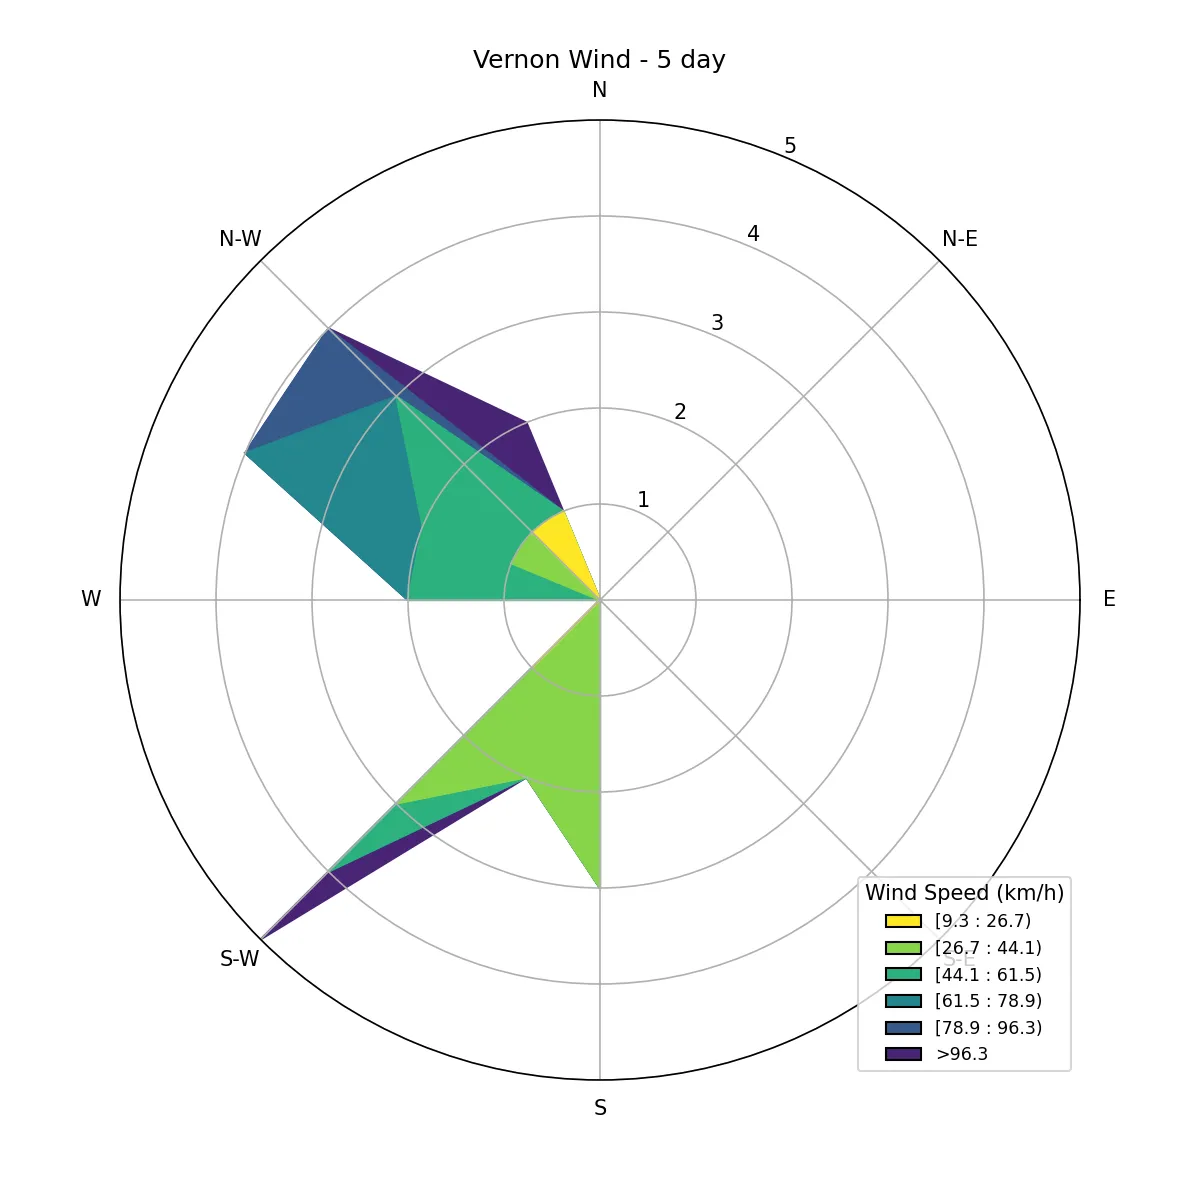 Vernon Wind - 5 day
N
5
N-W
N-E
4
3
2
1
W
E
S-W
S-E
S
Wind Speed (km/h)
[9.3 : 26.7)
[26.7 : 44.1)
[44.1 : 61.5)
[61.5 : 78.9)
[78.9 : 96.3)
>96.3